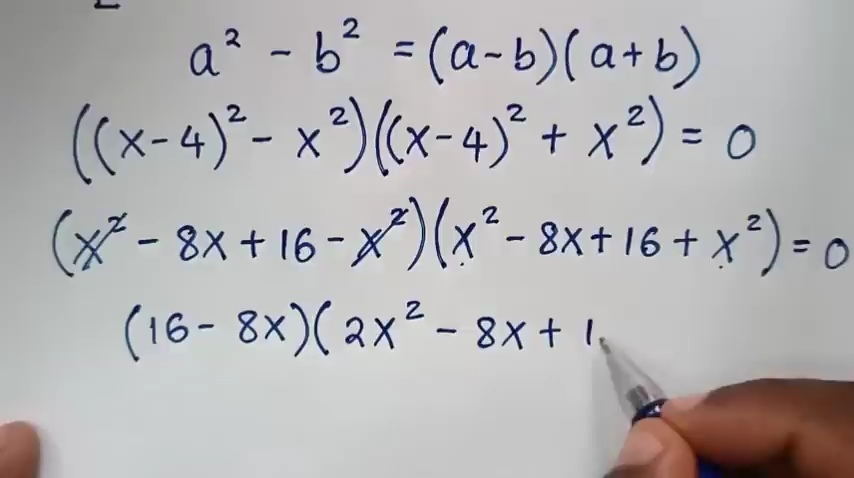 a² - b² = (a-b)(a+b)
((x-4)² - x²)((x-4)² + x²) = 0
(x² - 8x + 16 - x²)(x² - 8x + 16 + x²) = 0
(16 - 8x)(2x² - 8x + 1